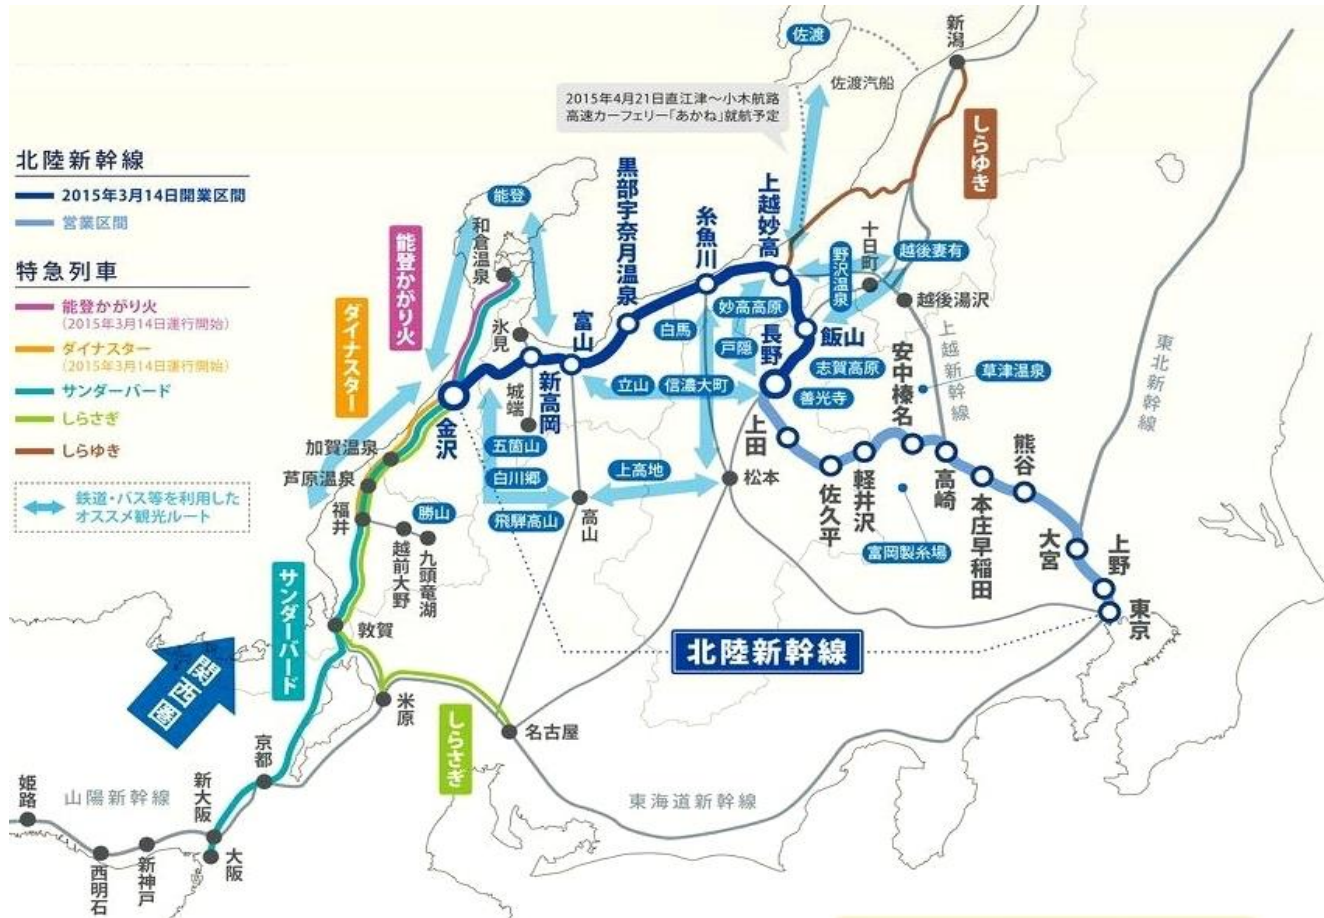 佐渡
新潟
佐渡汽船
2015年4月21日直江津〜小木航路
高速カーフェリー「あかね」就航予定
しらゆき
北陸新幹線
2015年3月14日開業区間
営業区間
特急列車
能登かがり火
(2015年3月14日運行開始)
ダイナスター
(2015年3月14日運行開始)
サンダーバード
しらさぎ
しらゆき
鉄道・バス等を利用した
オススメ観光ルート
能登
和倉温泉
能登かがり火
ダイナスター
黒部宇奈月温泉
糸魚川
上越妙高
十日町
越後妻有
野沢温泉
越後湯沢
妙高高原
白馬
戸隠
長野
飯山
上越新幹線
東北新幹線
氷見
富山
城端
新高岡
金沢
立山
信濃大町
志賀高原
善光寺
安中榛名
草津温泉
五箇山
白川郷
飛騨高山
高山
上高地
松本
上田
佐久平
軽井沢
高崎
本庄早稲田
熊谷
大宮
上野
東京
富岡製糸場
加賀温泉
芦原温泉
福井
勝山
越前大野
九頭竜湖
サンダーバード
敦賀
北陸新幹線
関西圏
米原
しらさぎ
名古屋
京都
新大阪
大阪
姫路
山陽新幹線
西明石
新神戸
東海道新幹線